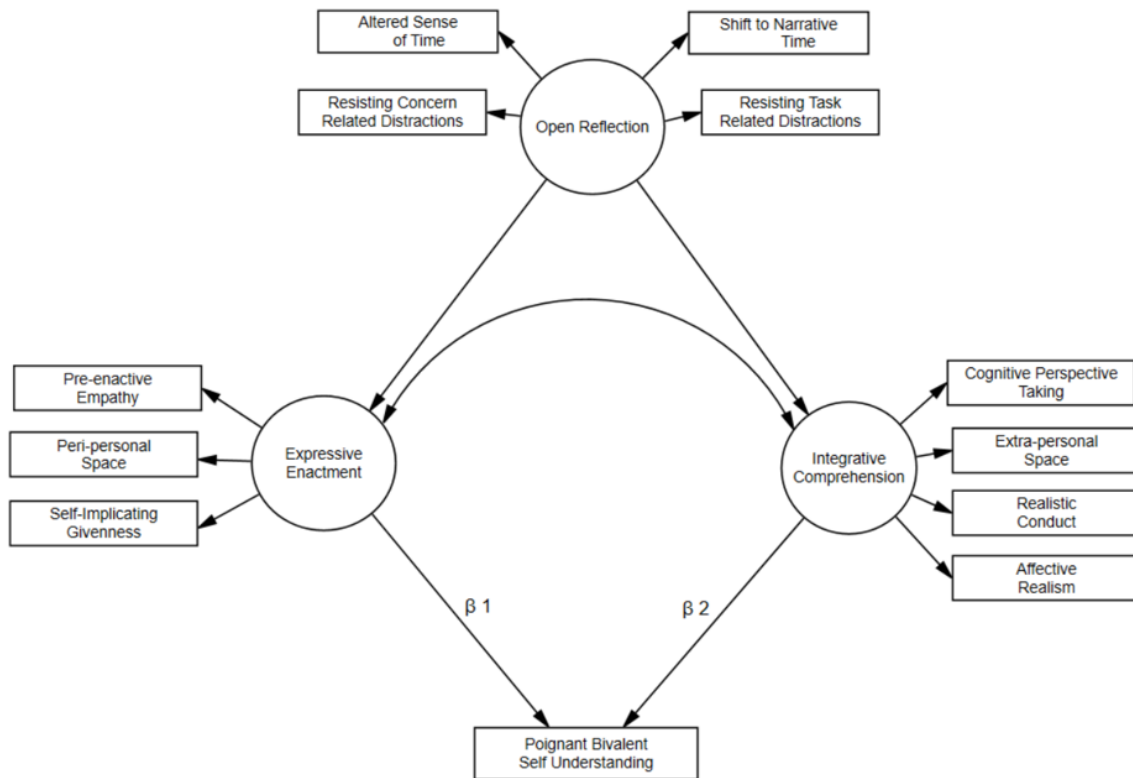 Altered Sense
of Time
Shift to Narrative
Time
Resisting Concern
Related Distractions
Open Reflection
Resisting Task
Related Distractions
Pre-enactive
Empathy
Peri-personal
Space
Self-Implicating
Givenness
Expressive
Enactment
Integrative
Comprehension
Cognitive Perspective
Taking
Extra-personal
Space
Realistic
Conduct
Affective
Realism
β 1
β 2
Poignant Bivalent
Self Understanding